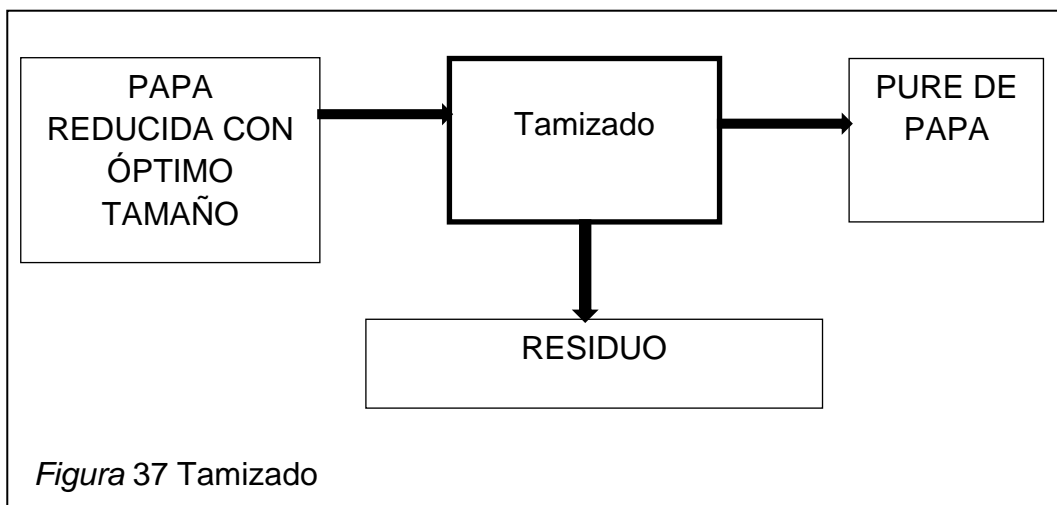 PAPA
REDUCIDA CON
ÓPTIMO
TAMAÑO
Tamizado
PURE DE
PAPA
RESIDUO
Figura 37 Tamizado